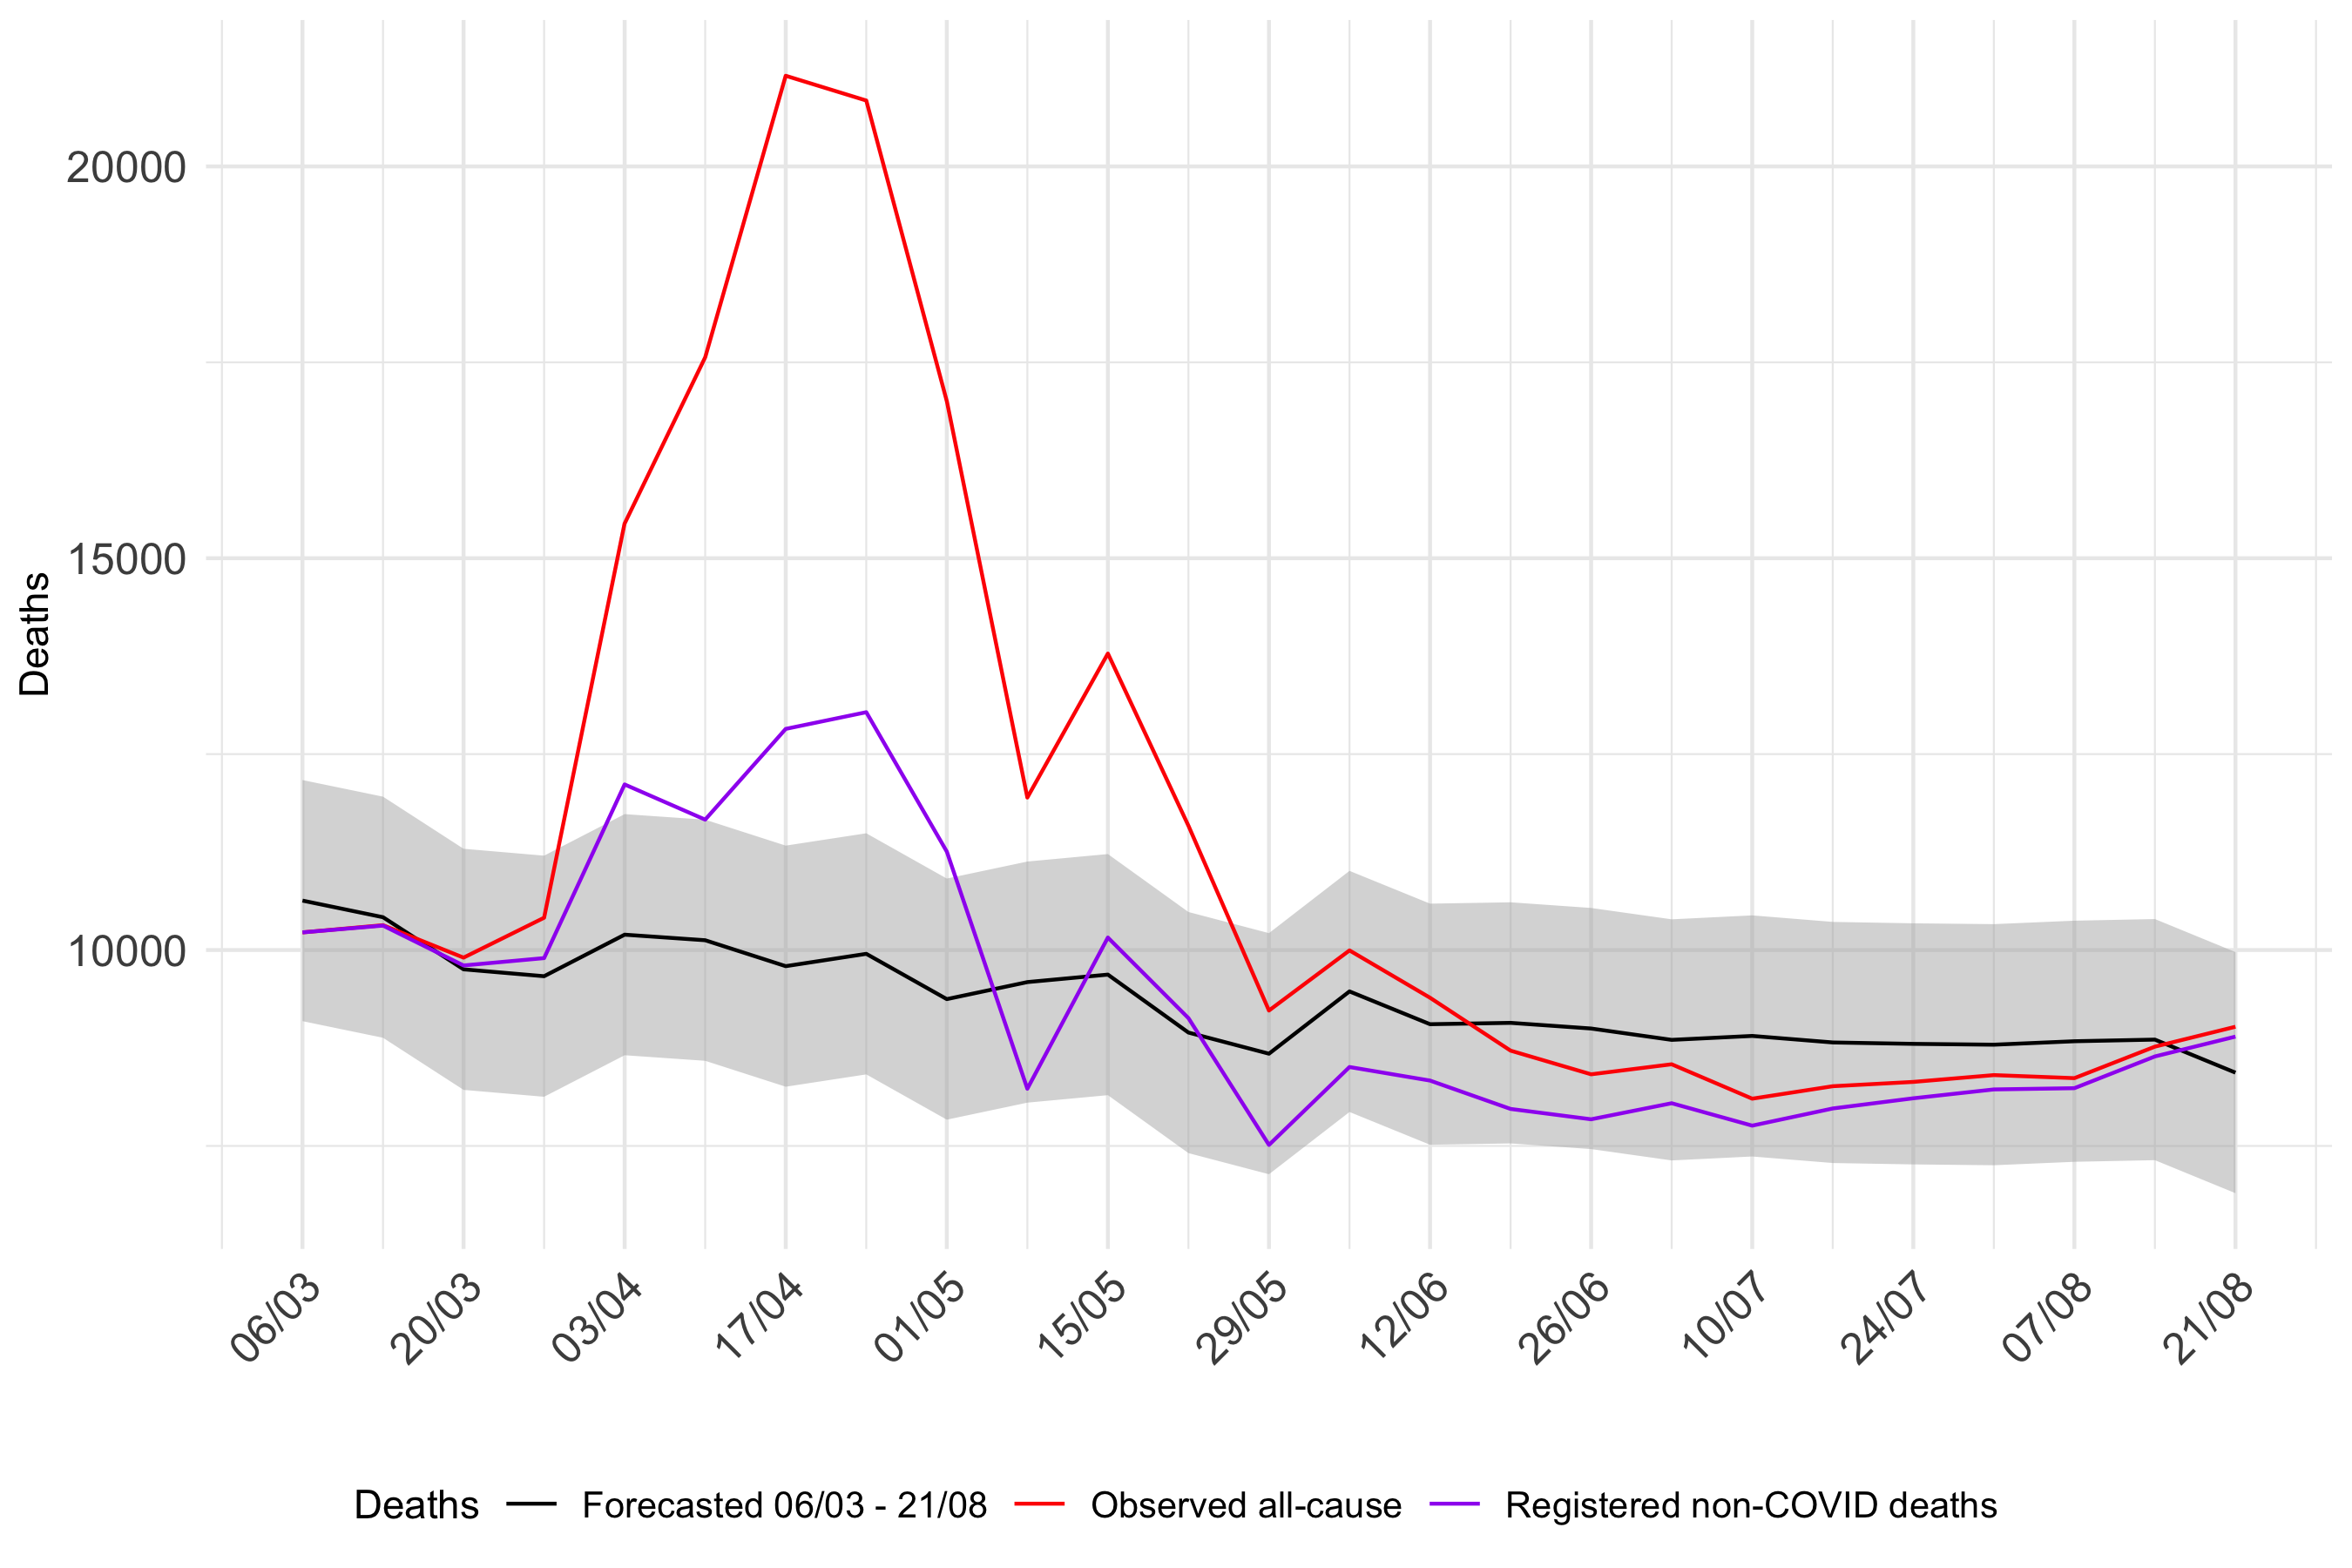 20000
15000
10000
Deaths
06/03 20/03 03/04 17/04 01/05 15/05 29/05 12/06 26/06 10/07 24/07 07/08 21/08
Deaths Forecasted 06/03 - 21/08 Observed all-cause Registered non-COVID deaths